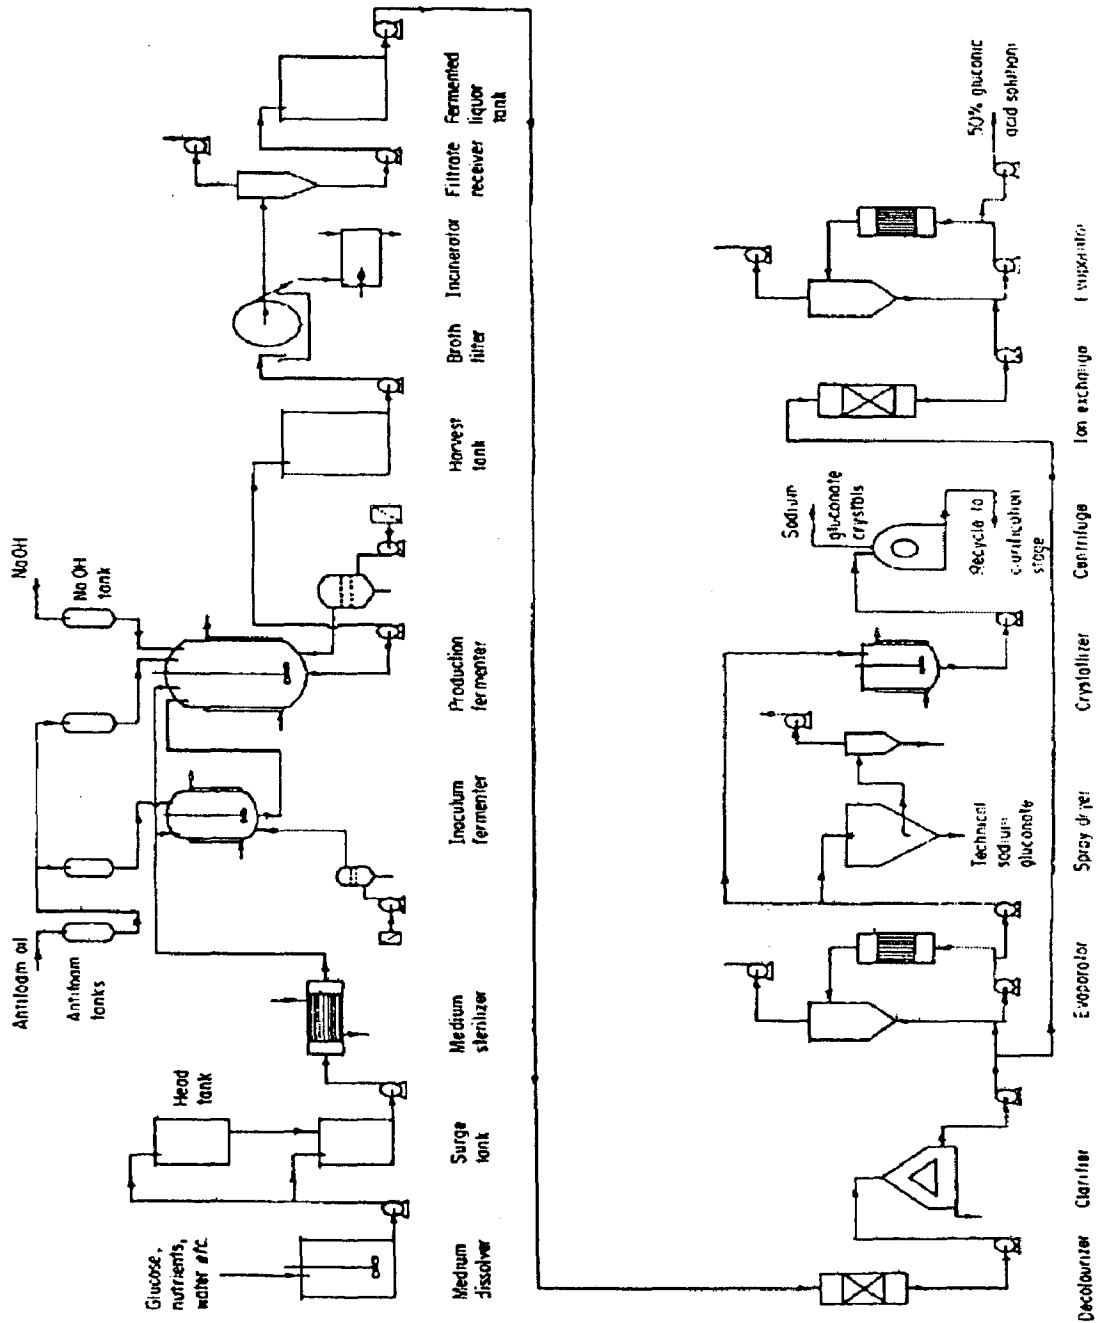 NaOH
Antifoam oil
NaOH
tank
Antifoam
tanks
Head
tank
Glucose,
nutrients,
water etc.
Medium
dissolver
Surge
tank
Medium
sterilizer
Inoculum
fermenter
Production
fermenter
Harvest
tank
Broth
filter
Incinerator
Filtrate
receiver
Fermented
liquor
tank
Technical
sodium
gluconate
Sodium
gluconate
crystals
Recycle to
purification
stage
50% gluconic
acid solution
Decolourizer
Clarifier
Evaporator
Spray dryer
Crystallizer
Centrifuge
Ion exchange
Evaporator